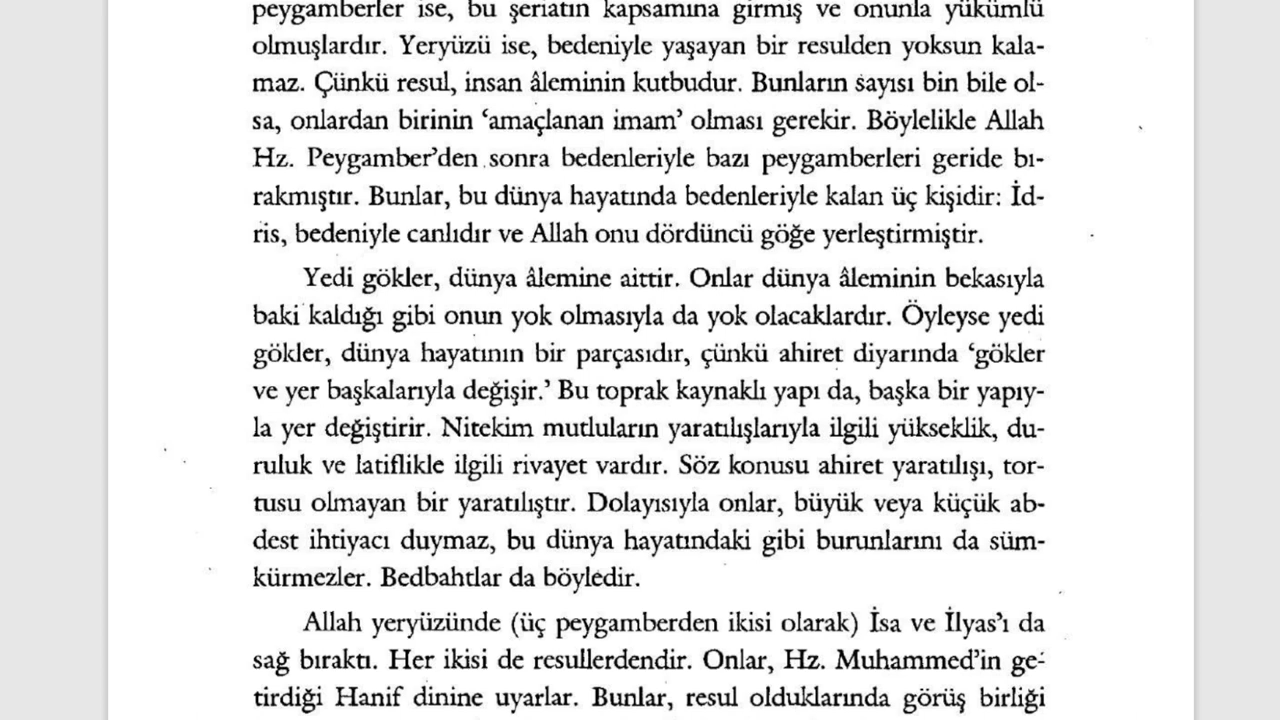 peygamberler ise, bu şeriatın kapsamına girmiş ve onunla yükümlü
olmuşlardır. Yeryüzü ise, bedeniyle yaşayan bir resulden yoksun kala-
maz. Çünkü resul, insan âleminin kutbudur. Bunların sayısı bin bile ol-
sa, onlardan birinin ‘amaçlanan imam’ olması gerekir. Böylelikle Allah
Hz. Peygamber’den sonra bedenleriyle bazı peygamberleri geride bı-
rakmıştır. Bunlar, bu dünya hayatında bedenleriyle kalan üç kişidir: İd-
ris, bedeniyle canlıdır ve Allah onu dördüncü göğe yerleştirmiştir.
Yedi gökler, dünya âlemine aittir. Onlar dünya âleminin bekasıyla
baki kaldığı gibi onun yok olmasıyla da yok olacaklardır. Öyleyse yedi
gökler, dünya hayatının bir parçasıdır, çünkü ahiret diyarında ‘gökler
ve yer başkalarıyla değişir.’ Bu toprak kaynaklı yapı da, başka bir yapıy-
la yer değiştirir. Nitekim mutluların yaratılışlarıyla ilgili yükseklik, du-
ruluk ve latiflikle ilgili rivayet vardır. Söz konusu ahiret yaratılışı, tor-
tusu olmayan bir yaratılıştır. Dolayısıyla onlar, büyük veya küçük ab-
dest ihtiyacı duymaz, bu dünya hayatındaki gibi burunlarını da süm-
kürmezler. Bedbahtlar da böyledir.
Allah yeryüzünde (üç peygamberden ikisi olarak) İsa ve İlyas’ı da
sağ bıraktı. Her ikisi de resullerdendir. Onlar, Hz. Muhammed’in ge-
tirdiği Hanif dinine uyarlar. Bunlar, resul olduklarında görüş birliği